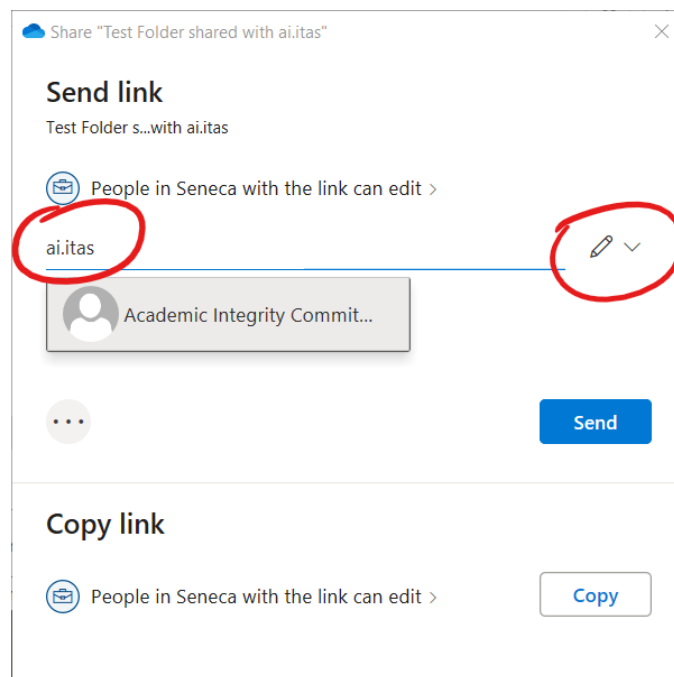 Share "Test Folder shared with ai.itas"
Send link
Test Folder s...with ai.itas
People in Seneca with the link can edit >
ai.itas
Academic Integrity Commit...
Send
Copy link
People in Seneca with the link can edit >
Copy